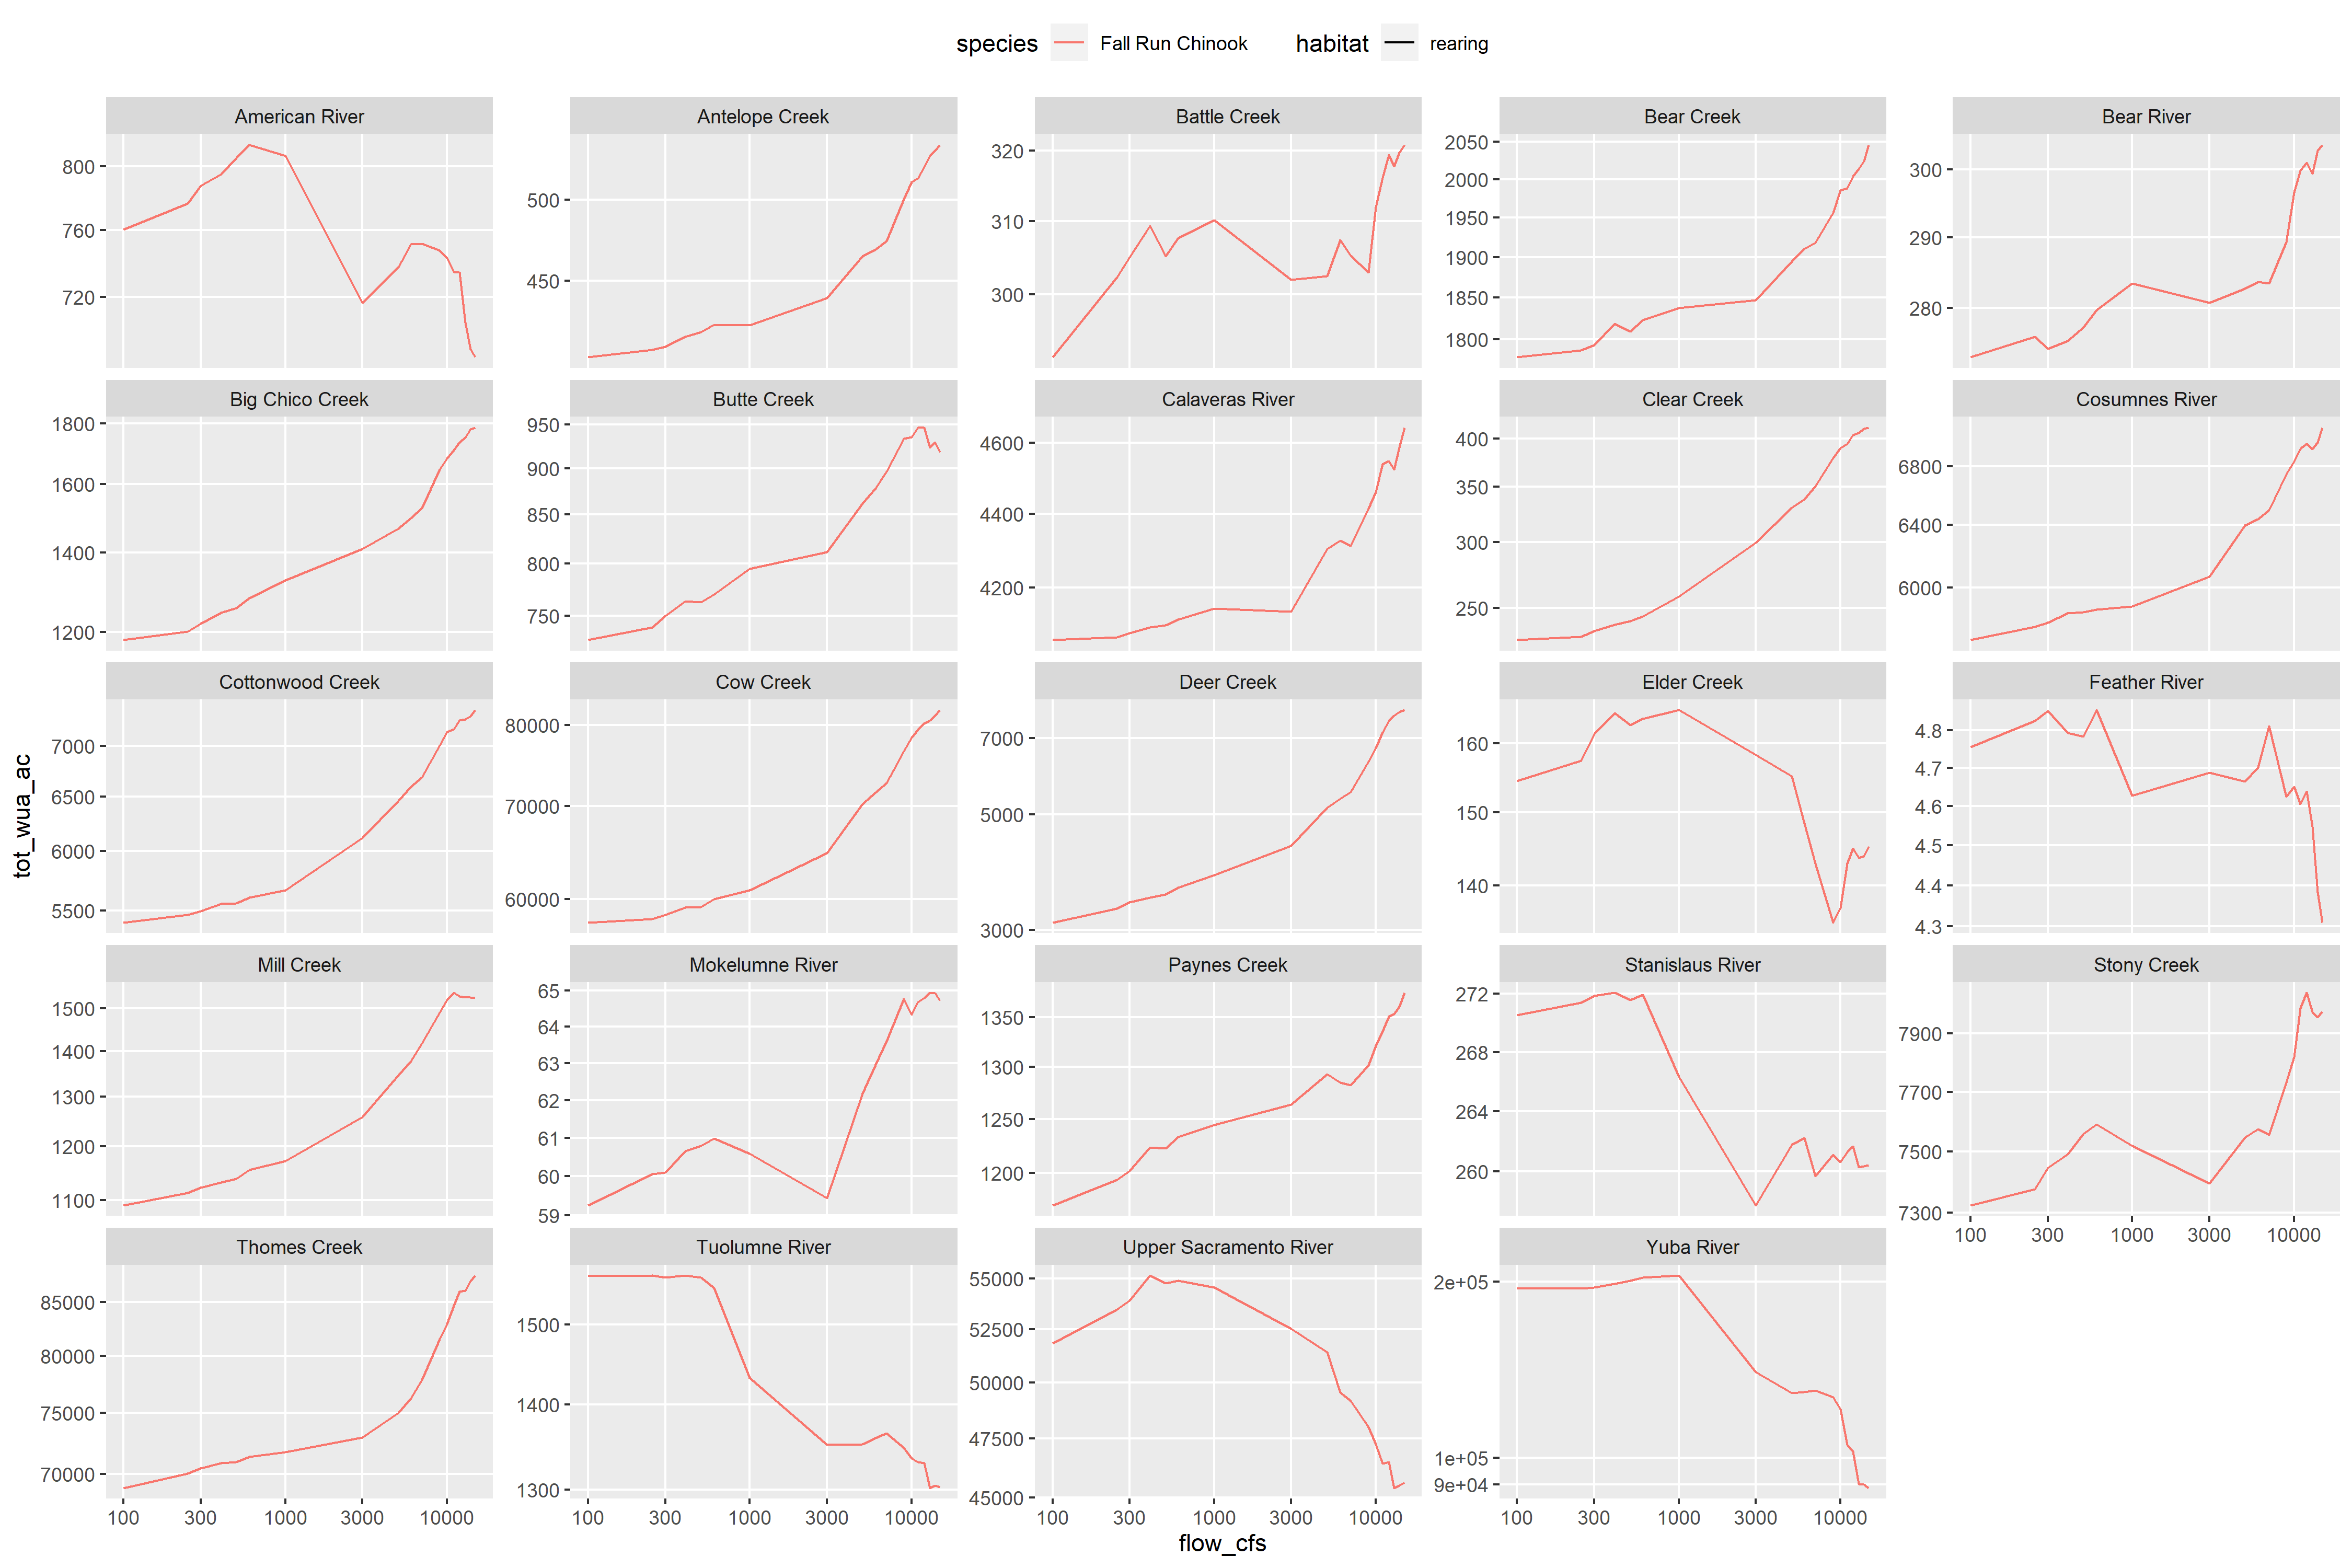 species Fall Run Chinook habitat rearing
American River Antelope Creek Battle Creek Bear Creek Bear River
800 760 720
500 450
320 310 300
2050 2000 1950 1900 1850 1800
300 290 280
Big Chico Creek Butte Creek Calaveras River Clear Creek Cosumnes River
1800 1600 1400 1200
950 900 850 800 750
4600 4400 4200
400 350 300 250
6800 6400 6000
Cottonwood Creek Cow Creek Deer Creek Elder Creek Feather River
7000 6500 6000 5500
80000 70000 60000
7000 5000 3000
160 150 140
4.8 4.7 4.6 4.5 4.4 4.3
Mill Creek Mokelumne River Paynes Creek Stanislaus River Stony Creek
1500 1400 1300 1200 1100
65 64 63 62 61 60 59
1350 1300 1250 1200
272 268 264 260
7900 7700 7500 7300
100 300 1000 3000 10000
Thomes Creek Tuolumne River Upper Sacramento River Yuba River
85000 80000 75000 70000
1500 1400 1300
55000 52500 50000 47500 45000
2e+05 1e+05 9e+04
100 300 1000 3000 10000 100 300 1000 3000 10000 100 300 1000 3000 10000 100 300 1000 3000 10000
flow_cfs
tot_wua_ac